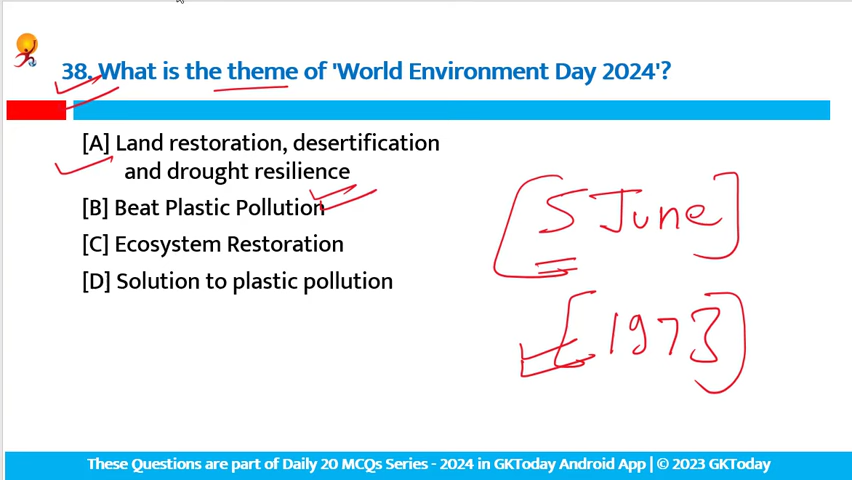 38. What is the theme of 'World Environment Day 2024'?
[A] Land restoration, desertification
and drought resilience
[B] Beat Plastic Pollution
[C] Ecosystem Restoration
[D] Solution to plastic pollution
[5 June]
[1973]
These Questions are part of Daily 20 MCQs Series - 2024 in GKToday Android App | © 2023 GKToday